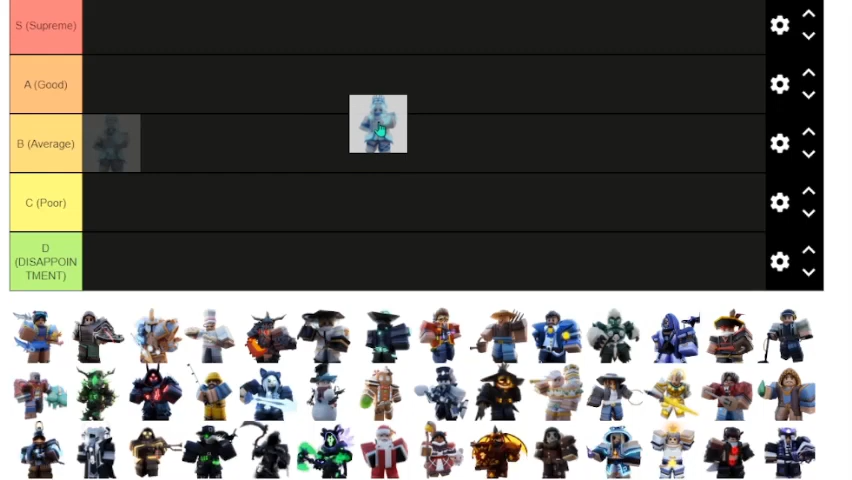 S (Supreme)
A (Good)
B (Average)
C (Poor)
D
(DISAPPOIN
TMENT)